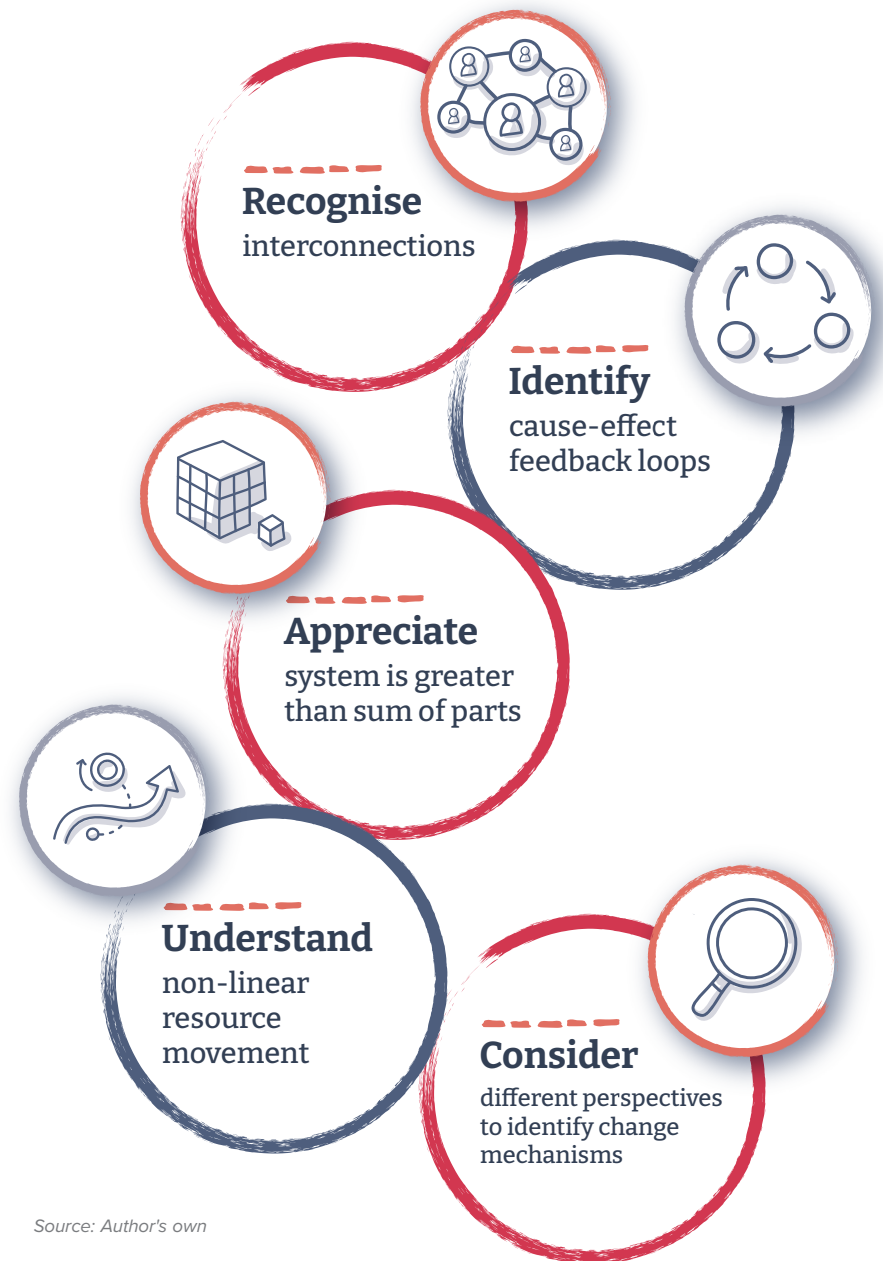 Recognise
interconnections
Identify
cause-effect
feedback loops
Appreciate
system is greater
than sum of parts
Understand
non-linear
resource
movement
Consider
different perspectives
to identify change
mechanisms
Source: Author's own